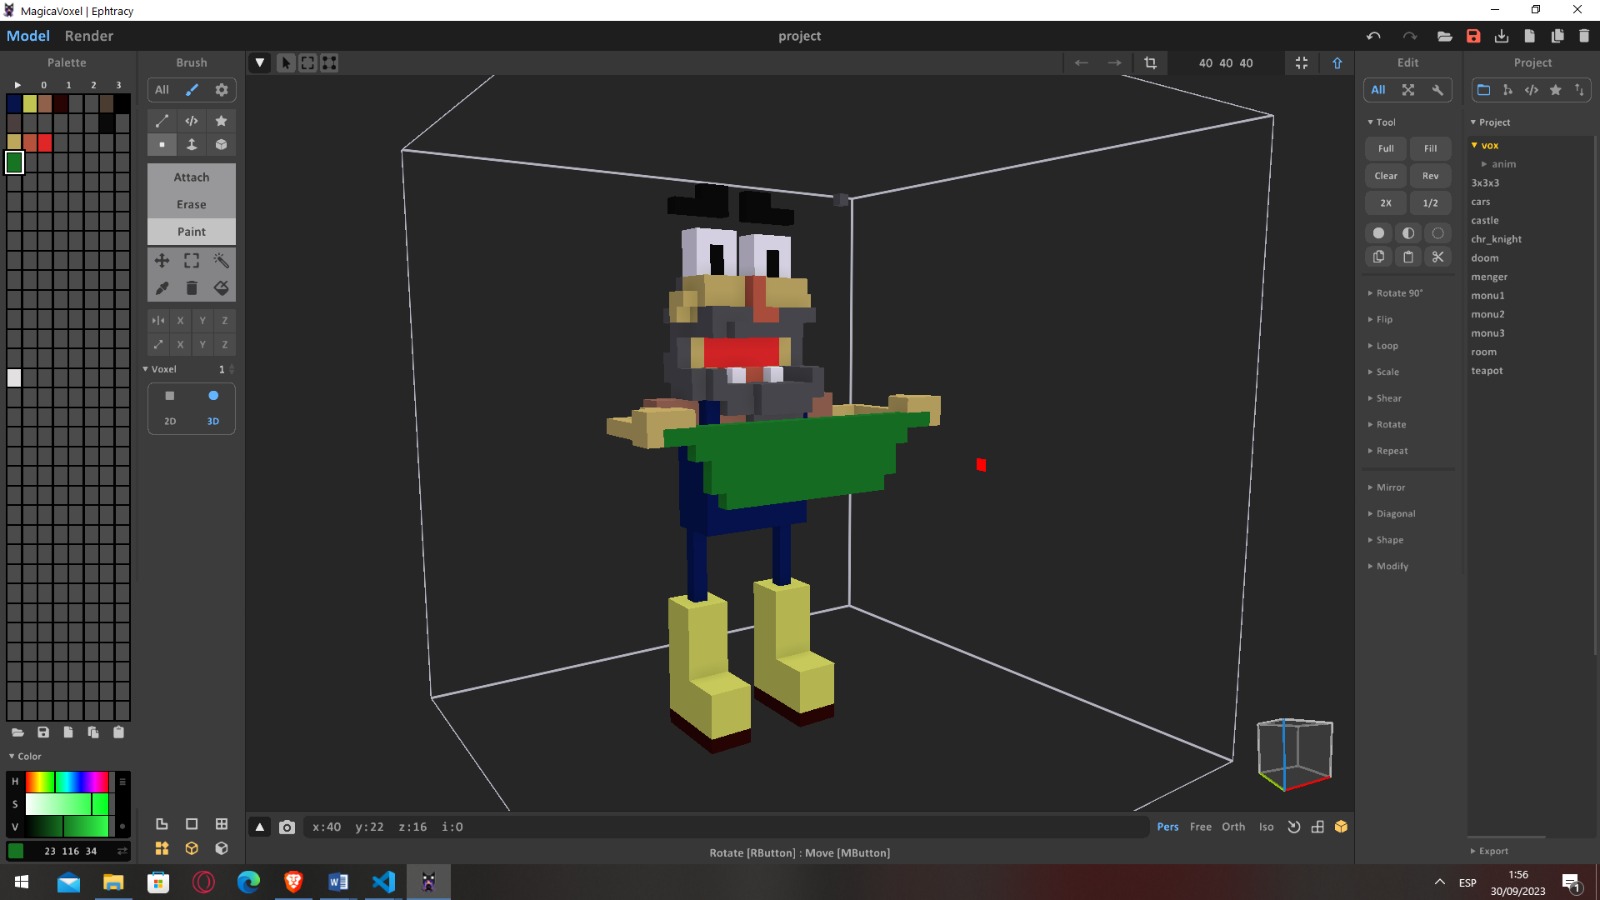 MagicaVoxel | Ephtracy
Model Render
project
Palette
0 1 2 3
Brush
All
Attach
Erase
Paint
X Y Z
X Y Z
Voxel 1
2D 3D
Color
H
S
V
23 116 34
40 40 40
Edit
All
Tool
Full Fill
Clear Rev
2X 1/2
Rotate 90°
Flip
Loop
Scale
Shear
Rotate
Repeat
Mirror
Diagonal
Shape
Modify
Project
Project
vox
anim
3x3x3
cars
castle
chr_knight
doom
menger
monu1
monu2
monu3
room
teapot
Export
x:40 y:22 z:16 i:0
Pers Free Orth Iso
Rotate [RButton] : Move [MButton]
ESP
1:56
30/09/2023
1